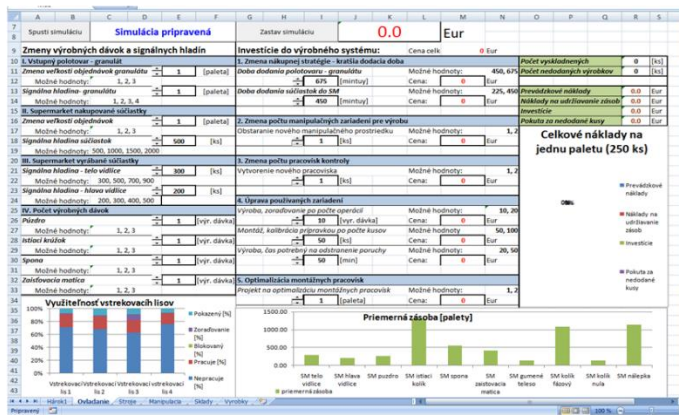 Spusti simuláciu Simulácia pripravená Zastav simuláciu 0.0 Eur
Zmeny výrobných dávok a signálnych hladín Investície do výrobného systému: Cena celk 0 Eur
I. Vstupný polotovar - granulát 1. Zmena nákupnej stratégie - kratšia dodacia doba Počet vyskladnených 0 [ks]
Zmena veľkosti objednávok granulátu 1 [paleta] Doba dodania polotovaru - granulátu Možné hodnoty: 450, 675 Počet nedodaných výrobkov 0 [ks]
Možné hodnoty: 1, 2, 3 675 [mintuy] Cena: 0 Eur
Signálna hladina- granulátu 1 [paleta] Doba dodania súčiastok do SM Možné hodnoty: 225, 450 Prevádzkové náklady 0.0 Eur
1, 2, 3, 4 450 [mintuy] Cena: 0 Eur Náklady na udržiavanie zásob 0.0 Eur
II. Supermarket nakupované súčiastky Investície 0.0 Eur
Zmena veľkosti objednávok 1 [paleta] 2. Zmena počtu manipulačných zariadení pre výrobu Pokuta za nedodané kusy 0.0 Eur
Možné hodnoty: 1, 2, 3 Obstaranie nového manipulačného prostriedku Možné hodnoty: 1, 2
Signálna hladina súčiastok 500 [ks] 1 [ks] Cena: 0 Eur
Možné hodnoty: 500, 1000, 1500, 2000
III. Supermarket vyrábané súčiastky 3. Zmena počtu pracovísk kontroly
Signálna hladina - telo vidlice 300 [ks] Vytvorenie nového pracoviska Možné hodnoty: 1, 2
Možné hodnoty: 300, 500, 700, 900 1 [ks] Cena: 0 Eur
Signálna hladina - hlava vidlice 200 [ks]
Možné hodnoty: 200, 300, 400, 500 4. Úprava používaných zariadení
IV. Počet výrobných dávok Výroba, zoraďovanie po počte operácií Možné hodnoty: 10, 20
Púzdro 1 [výr. dávka] 10 [vyr. dávka] Cena: 0 Eur
Možné hodnoty: 1, 2, 3 Montáž, kalibrácia prípravkou po počte kusov Možné hodnoty 50, 100
Istiaci krúžok 1 [výr. dávka] 50 [ks] Cena: 0 Eur
Možné hodnoty: 1, 2, 3 Výroba, čas potrebný na odstranenie poruchy Možné hodnoty: 20, 50
Spona 1 [výr. dávka] 50 [min] Cena: 0 Eur
Možné hodnoty: 1, 2, 3
Zaisťovacia matica 1 [výr. dávka] 5. Optimalizácia montážnych pracovísk
Možné hodnoty: 1, 2, 3 Projekt na optimalizáciu montážnych pracovísk Možné hodnoty: 1, 2
1 [paleta] Cena: 0 Eur
Celkové náklady na
jednu paletu (250 ks)
Prevádzkové
náklady
Náklady na
udržiavanie
zásob
Investície
Pokuta za
nedodané
kusy
Využiteľnosť vstrekovacíh lisov
100%
80%
60%
40%
20%
0%
Vstrekovací lis 1 Vstrekovací lis 2 Vstrekovací lis 3 Vstrekovací lis 4
Pokazený [%]
Zoraďovanie [%]
Blokovaný [%]
Pracuje [%]
Nepracuje [%]
Priemerná zásoba [palety]
1500.00
1000.00
500.00
0.00
SM telo vidlice SM hlava vidlice SM puzdro SM istiaci kolík SM spona SM zaistovacia matica SM gumené teleso SM kolík fázový SM kolík nula SM nálepka
priemerná zásoba
Hárok1 Ovladanie Stroje Manipulacia Sklady Vyrobky
Pripravený 100 %